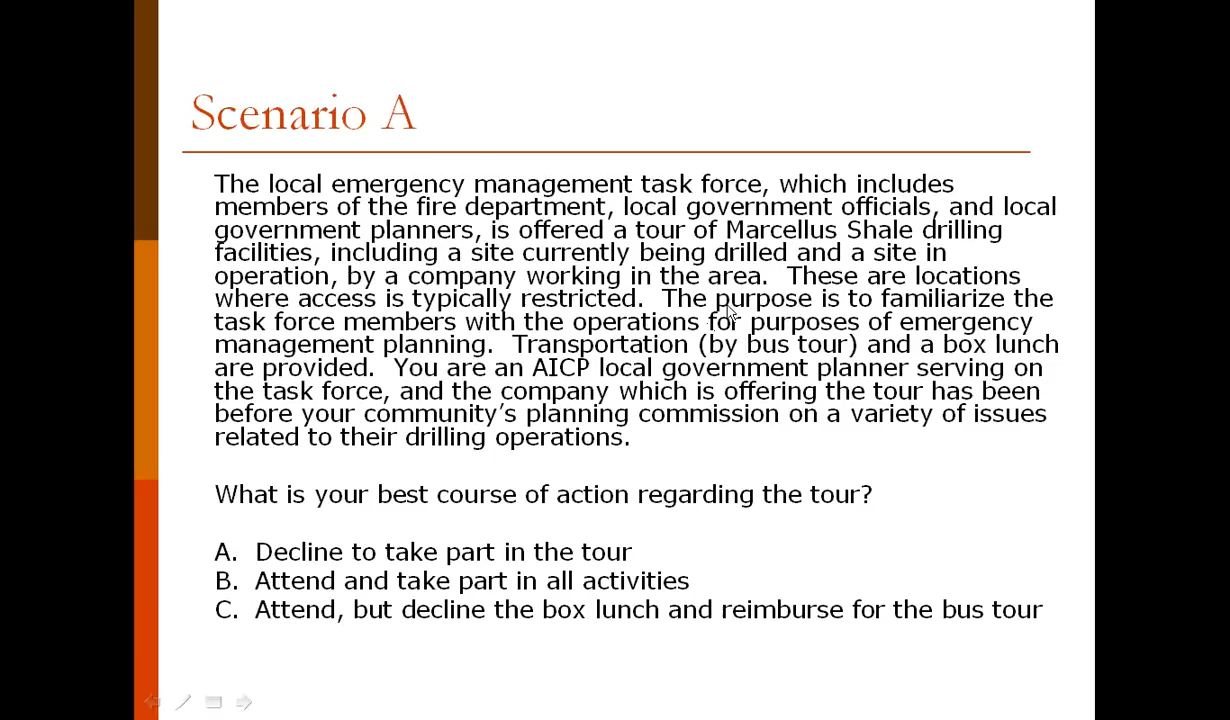 Scenario A
The local emergency management task force, which includes
members of the fire department, local government officials, and local
government planners, is offered a tour of Marcellus Shale drilling
facilities, including a site currently being drilled and a site in
operation, by a company working in the area.  These are locations
where access is typically restricted.  The purpose is to familiarize the
task force members with the operations for purposes of emergency
management planning.  Transportation (by bus tour) and a box lunch
are provided.  You are an AICP local government planner serving on
the task force, and the company which is offering the tour has been
before your community's planning commission on a variety of issues
related to their drilling operations.
What is your best course of action regarding the tour?
A. Decline to take part in the tour
B. Attend and take part in all activities
C. Attend, but decline the box lunch and reimburse for the bus tour